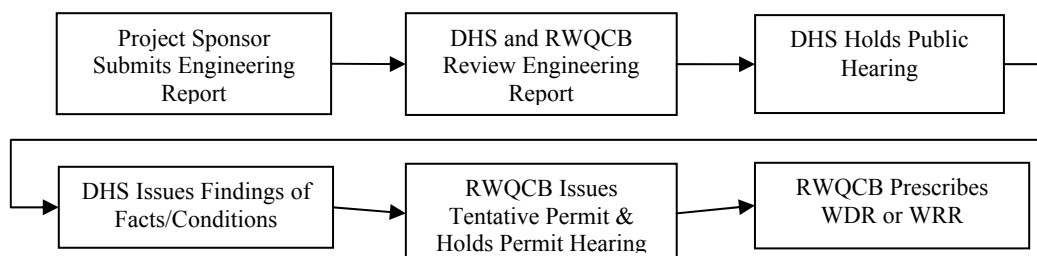 Project Sponsor
Submits Engineering
Report
DHS and RWQCB
Review Engineering
Report
DHS Holds Public
Hearing
DHS Issues Findings of
Facts/Conditions
RWQCB Issues
Tentative Permit &
Holds Permit Hearing
RWQCB Prescribes
WDR or WRR